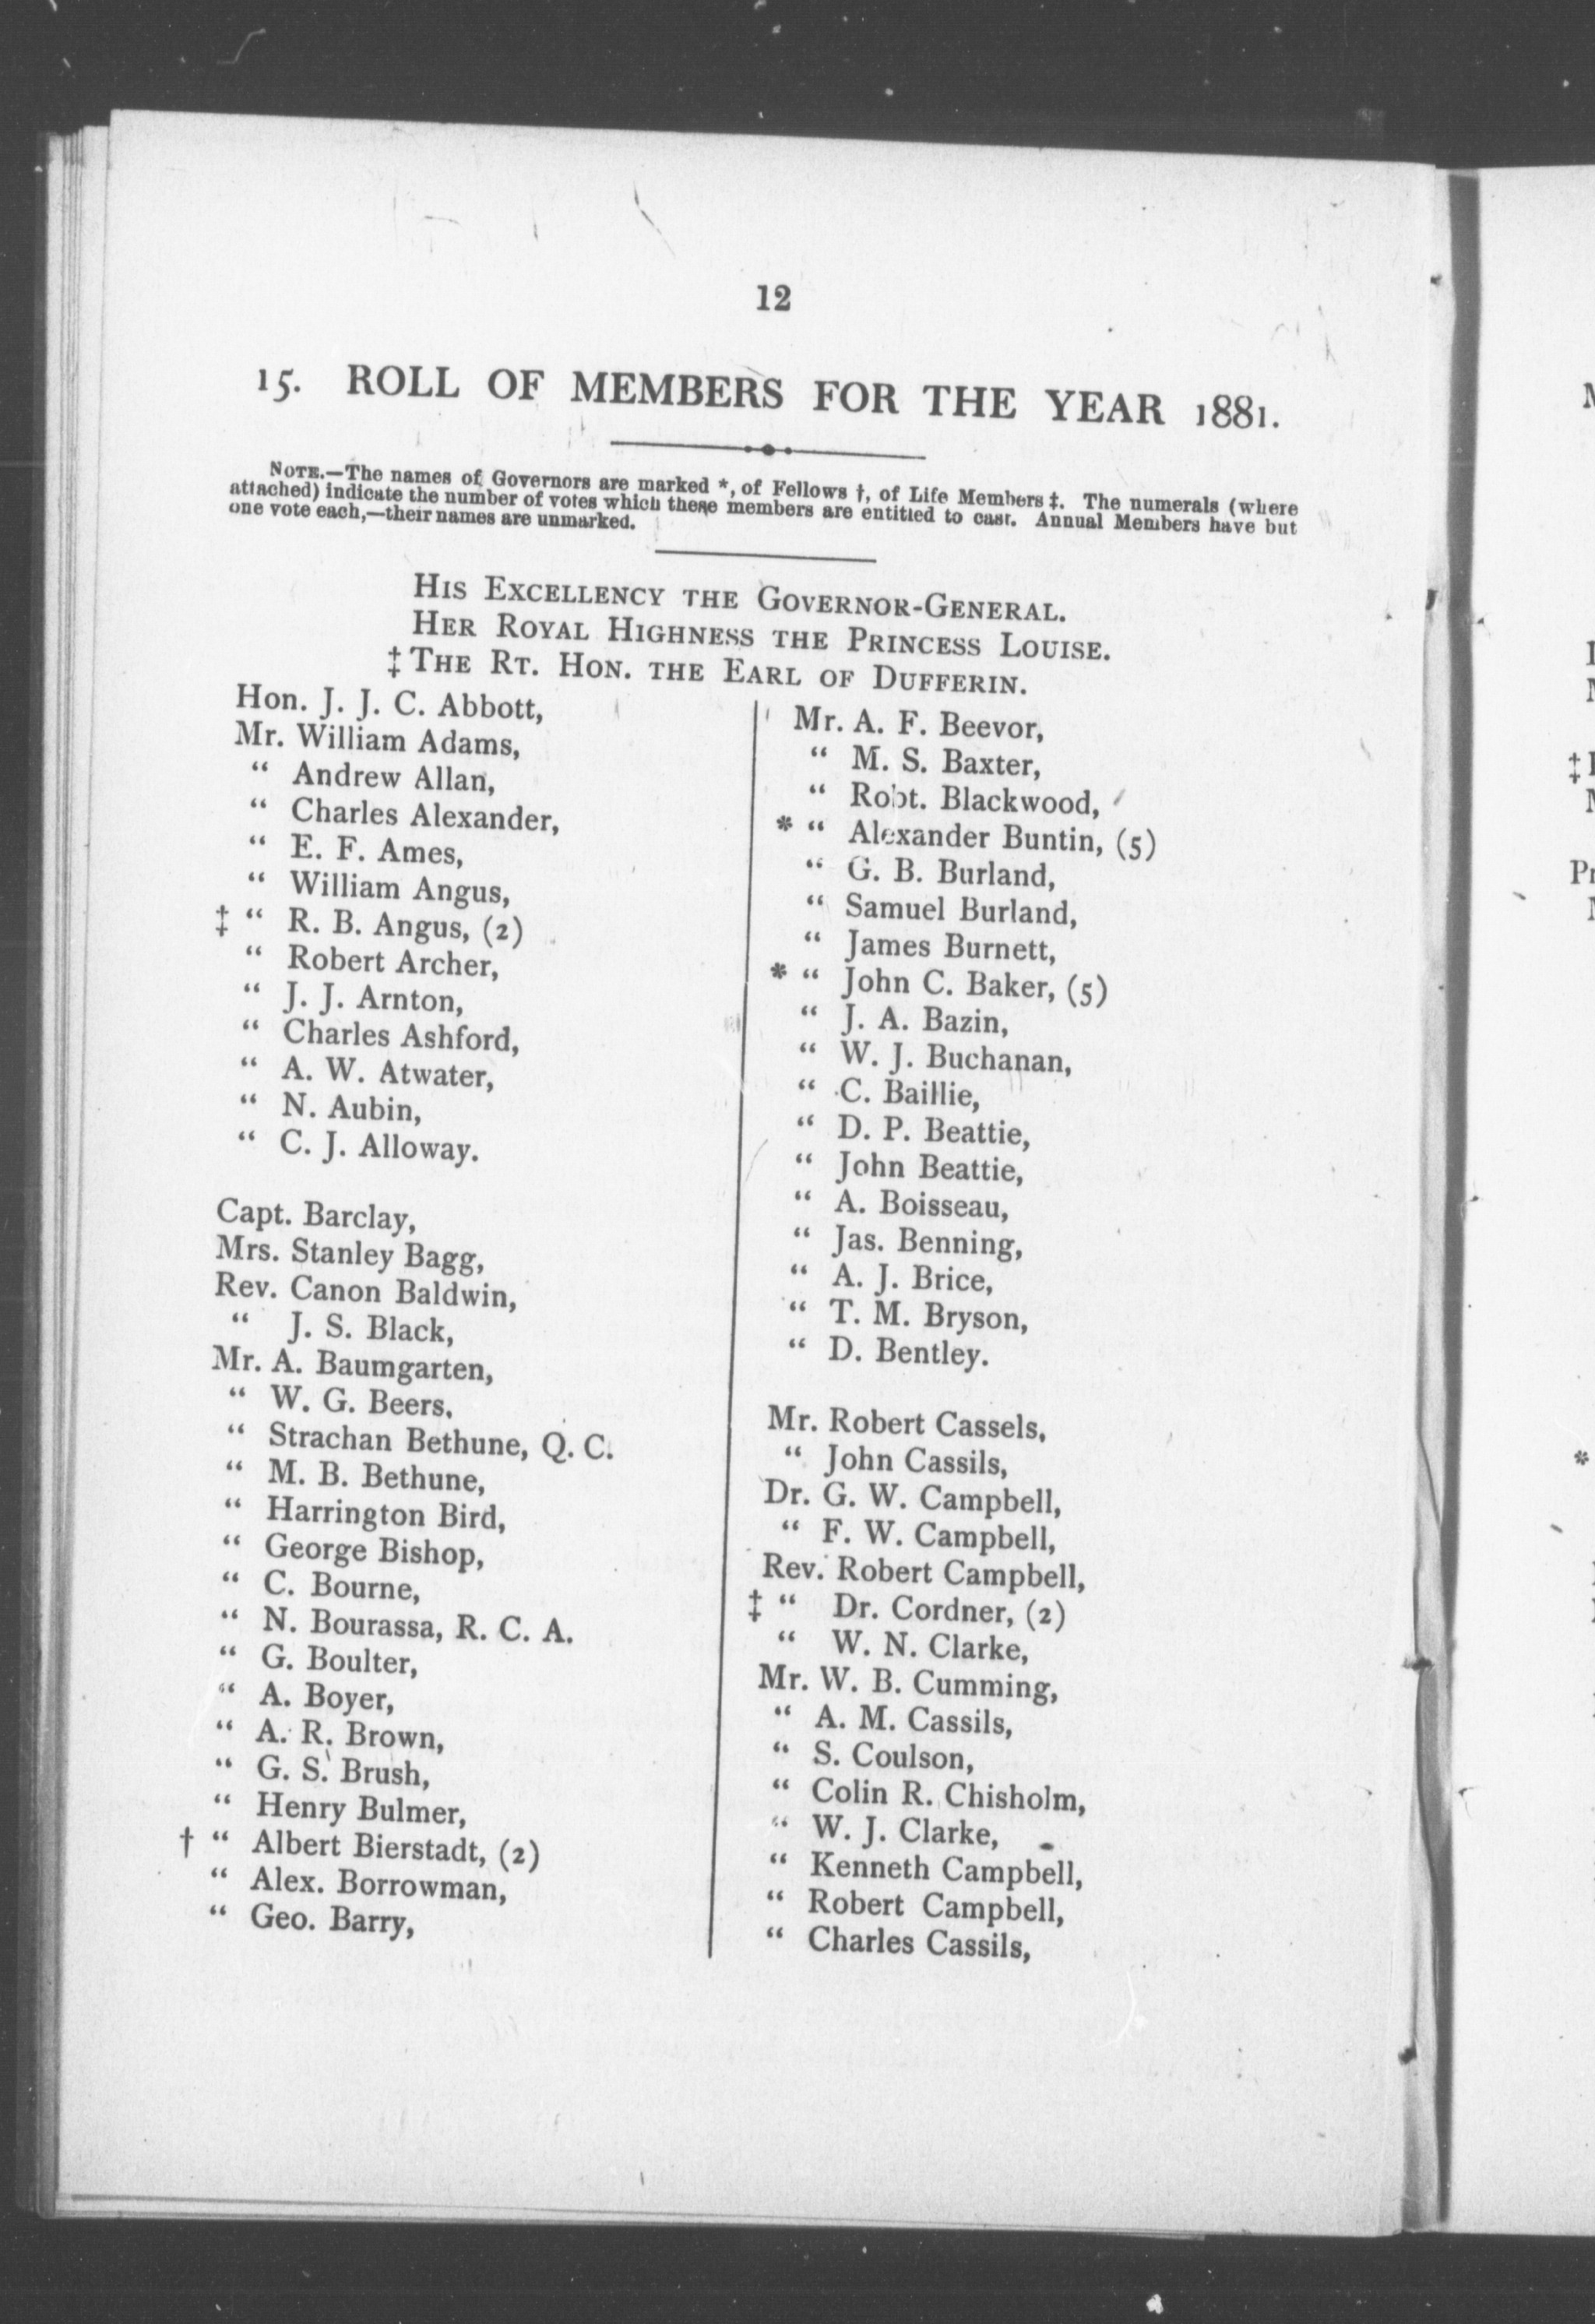 12
15. ROLL OF MEMBERS FOR THE YEAR 1881.
NOTE.—The names of Governors are marked *, of Fellows †, of Life Members ‡. The numerals (where
attached) indicate the number of votes which these members are entitled to cast. Annual Members have but
one vote each,—their names are unmarked.
HIS EXCELLENCY THE GOVERNOR-GENERAL.
HER ROYAL HIGHNESS THE PRINCESS LOUISE.
‡ THE RT. HON. THE EARL OF DUFFERIN.
Hon. J. J. C. Abbott,
Mr. William Adams,
“ Andrew Allan,
“ Charles Alexander,
“ E. F. Ames,
“ William Angus,
‡ “ R. B. Angus, (2)
“ Robert Archer,
“ J. J. Arnton,
“ Charles Ashford,
“ A. W. Atwater,
“ N. Aubin,
“ C. J. Alloway.
Capt. Barclay,
Mrs. Stanley Bagg,
Rev. Canon Baldwin,
“ J. S. Black,
Mr. A. Baumgarten,
“ W. G. Beers.
“ Strachan Bethune, Q. C.
“ M. B. Bethune,
“ Harrington Bird,
“ George Bishop,
“ C. Bourne,
“ N. Bourassa, R. C. A.
“ G. Boulter,
“ A. Boyer,
“ A. R. Brown,
“ G. S. Brush,
“ Henry Bulmer,
† “ Albert Bierstadt, (2)
“ Alex. Borrowman,
“ Geo. Barry,
Mr. A. F. Beevor,
“ M. S. Baxter,
“ Robt. Blackwood,
* “ Alexander Buntin, (5)
“ G. B. Burland,
“ Samuel Burland,
“ James Burnett,
* “ John C. Baker, (5)
“ J. A. Bazin,
“ W. J. Buchanan,
“ C. Baillie,
“ D. P. Beattie,
“ John Beattie,
“ A. Boisseau,
“ Jas. Benning,
“ A. J. Brice,
“ T. M. Bryson,
“ D. Bentley.
Mr. Robert Cassels,
“ John Cassils,
Dr. G. W. Campbell,
“ F. W. Campbell,
Rev. Robert Campbell,
‡ “ Dr. Cordner, (2)
“ W. N. Clarke,
Mr. W. B. Cumming,
“ A. M. Cassils,
“ S. Coulson,
“ Colin R. Chisholm,
“ W. J. Clarke,
“ Kenneth Campbell,
“ Robert Campbell,
“ Charles Cassils,